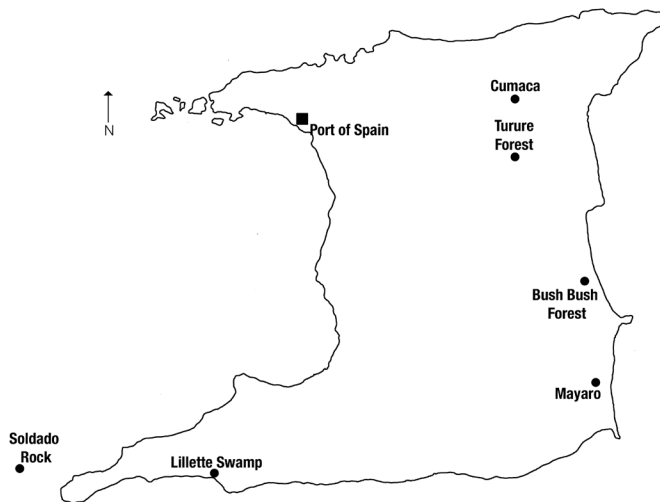 Cumaca
N
Port of Spain
Turure
Forest
Bush Bush
Forest
Mayaro
Soldado
Rock
Lillette Swamp